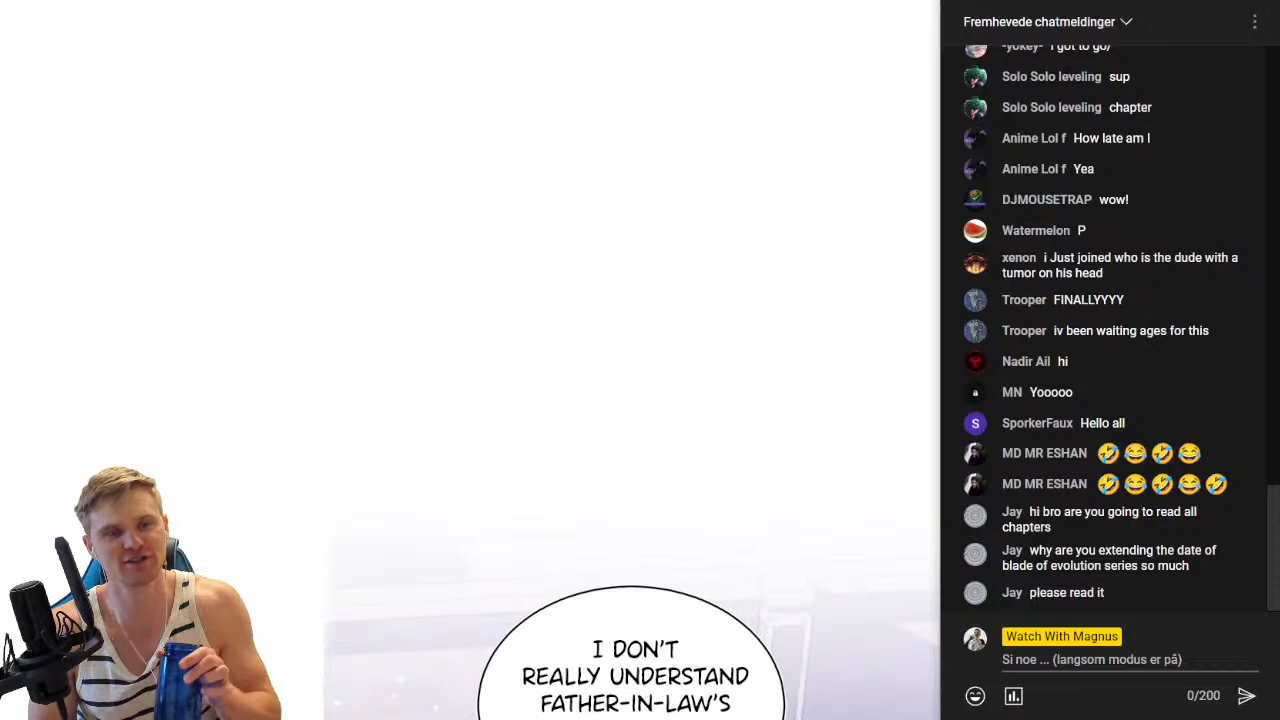 Fremhevede chatmeldinger
-yokey- I got to go)
Solo Solo leveling sup
Solo Solo leveling chapter
Anime Lol f How late am I
Anime Lol f Yea
DJMOUSETRAP wow!
Watermelon P
xenon i Just joined who is the dude with a
tumor on his head
Trooper FINALLYYYY
Trooper iv been waiting ages for this
Nadir Ail hi
MN Yooooo
S SporkerFaux Hello all
MD MR ESHAN 🤣😂🤣😂
MD MR ESHAN 🤣😂🤣😂🤣
Jay hi bro are you going to read all
chapters
Jay why are you extending the date of
blade of evolution series so much
Jay please read it
Watch With Magnus
Si noe ... (langsom modus er på)
0/200
I DON'T
REALLY UNDERSTAND
FATHER-IN-LAW'S